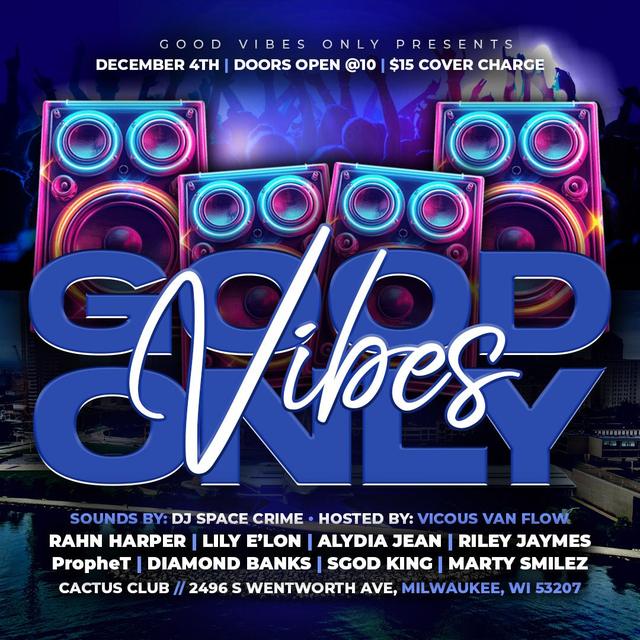 GOOD VIBES ONLY PRESENTS
DECEMBER 4TH | DOORS OPEN @10 | $15 COVER CHARGE
GOOD
Vibes
ONLY
SOUNDS BY: DJ SPACE CRIME • HOSTED BY: VICOUS VAN FLOW
RAHN HARPER | LILY E'LON | ALYDIA JEAN | RILEY JAYMES
PropheT | DIAMOND BANKS | SGOD KING | MARTY SMILEZ
CACTUS CLUB // 2496 S WENTWORTH AVE, MILWAUKEE, WI 53207